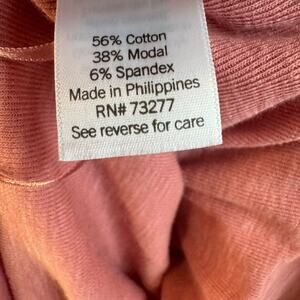 56% Cotton
38% Modal
6% Spandex
Made in Philippines
RN# 73277
See reverse for care